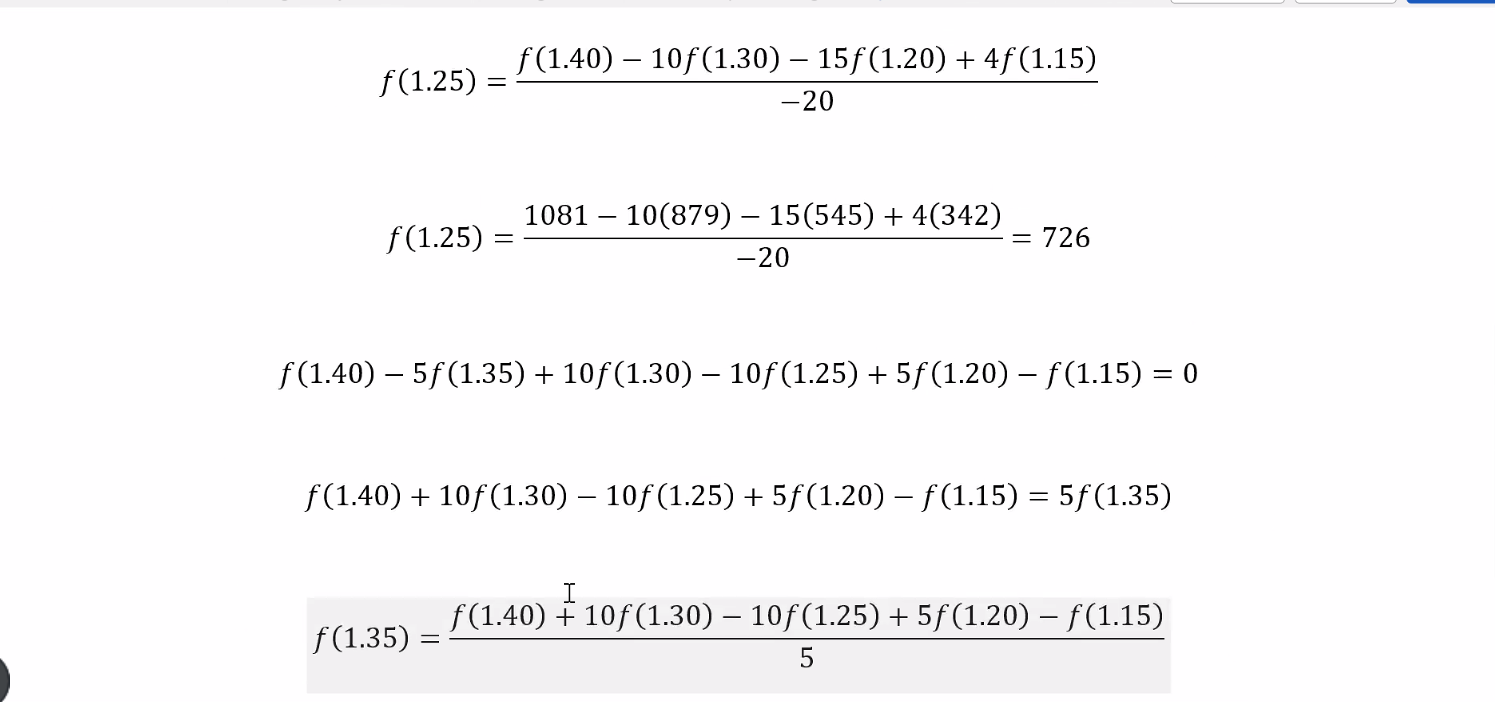 f(1.25) = \frac{f(1.40) − 10f(1.30) − 15f(1.20) + 4f(1.15)}{−20}
f(1.25) = \frac{1081 − 10(879) − 15(545) + 4(342)}{−20} = 726
f(1.40) − 5f(1.35) + 10f(1.30) − 10f(1.25) + 5f(1.20) − f(1.15) = 0
f(1.40) + 10f(1.30) − 10f(1.25) + 5f(1.20) − f(1.15) = 5f(1.35)
f(1.35) = \frac{f(1.40) + 10f(1.30) − 10f(1.25) + 5f(1.20) − f(1.15)}{5}